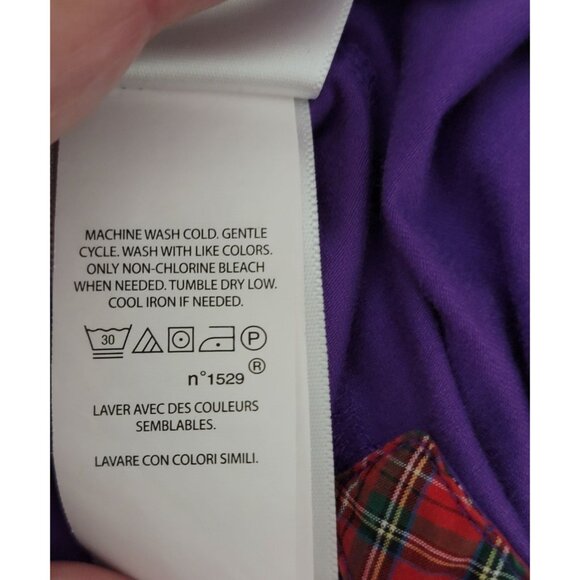 MACHINE WASH COLD. GENTLE
CYCLE. WASH WITH LIKE COLORS.
ONLY NON-CHLORINE BLEACH
WHEN NEEDED. TUMBLE DRY LOW.
COOL IRON IF NEEDED.
30 P
n°1529 ®
LAVER AVEC DES COULEURS
SEMBLABLES.
LAVARE CON COLORI SIMILI.